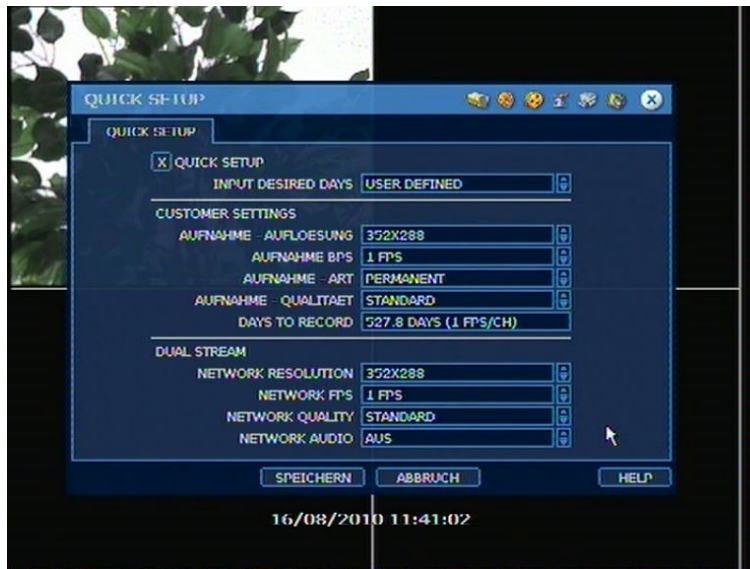 QUICK SETUP
QUICK SETUP
X QUICK SETUP
INPUT DESIRED DAYS USER DEFINED
CUSTOMER SETTINGS
AUFNAHME - AUFLOESUNG 352X288
AUFNAHME BPS 1 FPS
AUFNAHME - ART PERMANENT
AUFNAHME - QUALITAET STANDARD
DAYS TO RECORD 527.8 DAYS (1 FPS/CH)
DUAL STREAM
NETWORK RESOLUTION 352X288
NETWORK FPS 1 FPS
NETWORK QUALITY STANDARD
NETWORK AUDIO AUS
SPEICHERN ABBRUCH HELP
16/08/2010 11:41:02